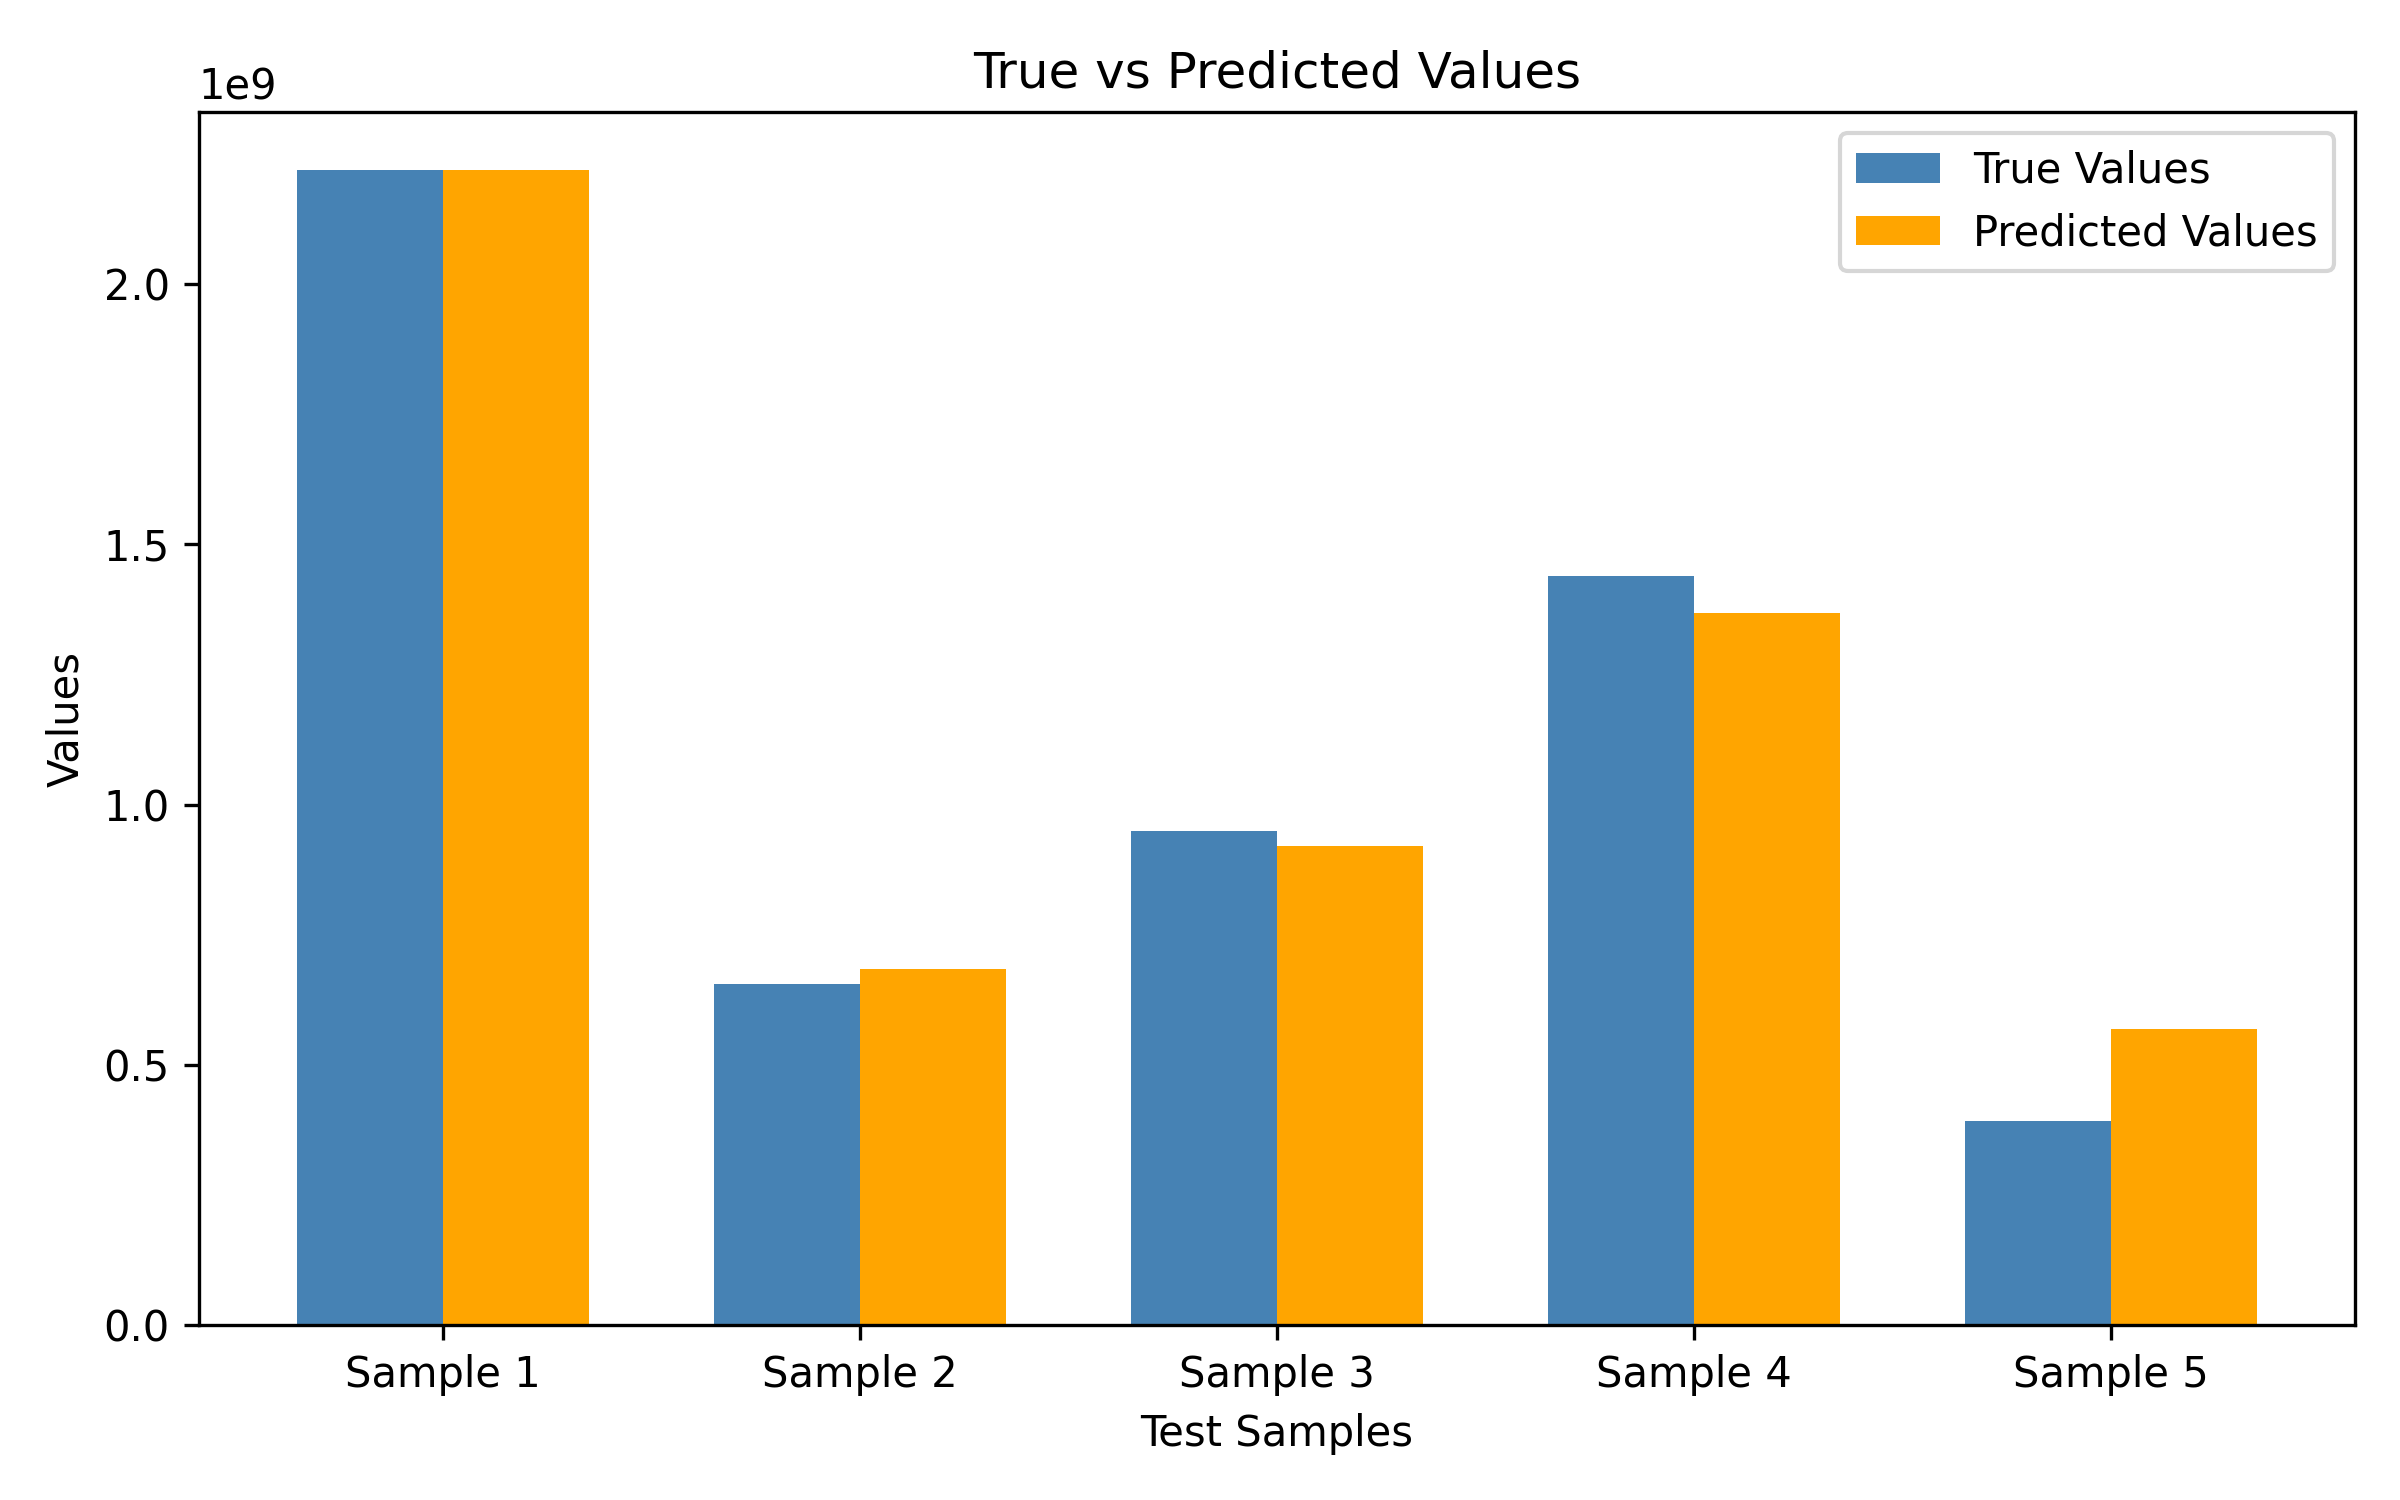 True vs Predicted Values
1e9
True Values
Predicted Values
2.0
1.5
1.0
0.5
0.0
Values
Sample 1
Sample 2
Sample 3
Sample 4
Sample 5
Test Samples